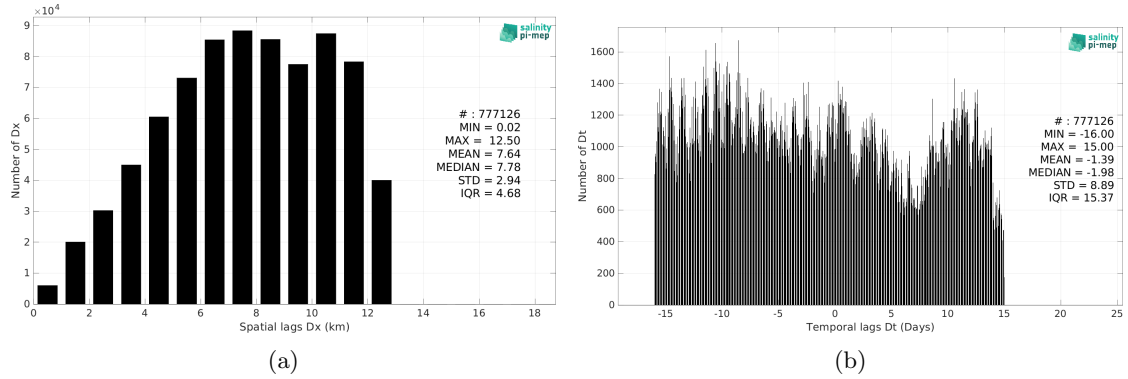 ×10⁴
9
8
7
6
5
4
3
2
1
0
Number of Dx
0 2 4 6 8 10 12 14 16 18
Spatial lags Dx (km)
salinity
pi-mep
# : 777126
MIN = 0.02
MAX = 12.50
MEAN = 7.64
MEDIAN = 7.78
STD = 2.94
IQR = 4.68
(a)
1600
1400
1200
1000
800
600
400
200
0
Number of Dt
-15 -10 -5 0 5 10 15 20 25
Temporal lags Dt (Days)
salinity
pi-mep
# : 777126
MIN = -16.00
MAX = 15.00
MEAN = -1.39
MEDIAN = -1.98
STD = 8.89
IQR = 15.37
(b)